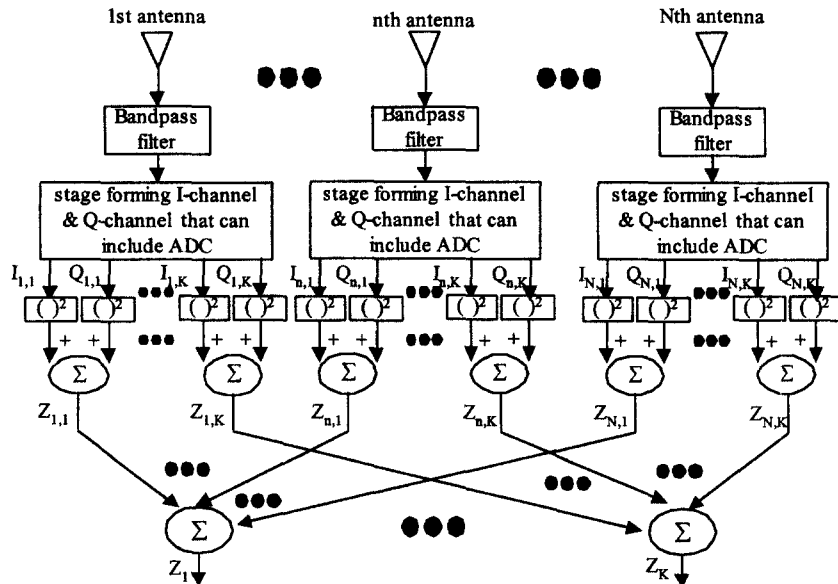 1st antenna nth antenna Nth antenna
Bandpass filter Bandpass filter Bandpass filter
stage forming I-channel & Q-channel that can include ADC
stage forming I-channel & Q-channel that can include ADC
stage forming I-channel & Q-channel that can include ADC
I1,1 Q1,1 I1,K Q1,K In,1 Qn,1 In,K Qn,K IN,1 QN,1 IN,K QN,K
( )² ( )² ( )² ( )² ( )² ( )² ( )² ( )² ( )² ( )² ( )² ( )²
+ + + + + + + + + + + +
Σ Σ Σ Σ Σ Σ
Z1,1 Z1,K Zn,1 Zn,K ZN,1 ZN,K
Σ Σ
Z1 ZK